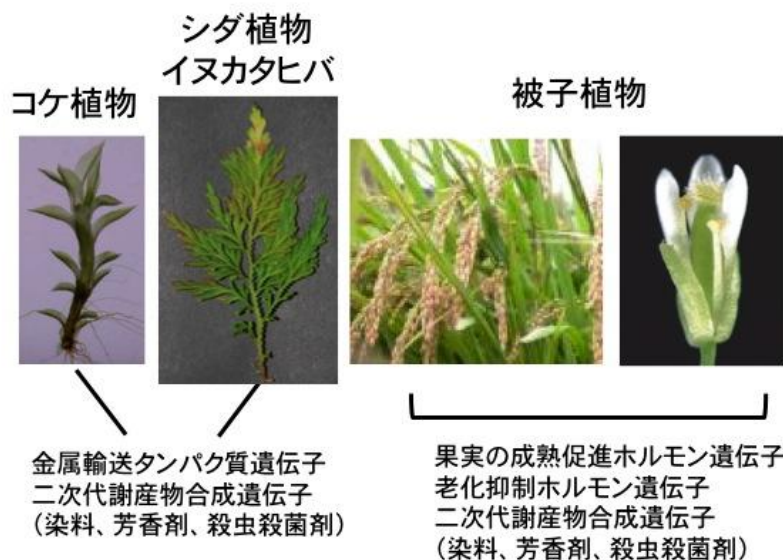 シダ植物
イヌカタヒバ
コケ植物
被子植物
金属輸送タンパク質遺伝子
二次代謝産物合成遺伝子
(染料、芳香剤、殺虫殺菌剤)
果実の成熟促進ホルモン遺伝子
老化抑制ホルモン遺伝子
二次代謝産物合成遺伝子
(染料、芳香剤、殺虫殺菌剤)